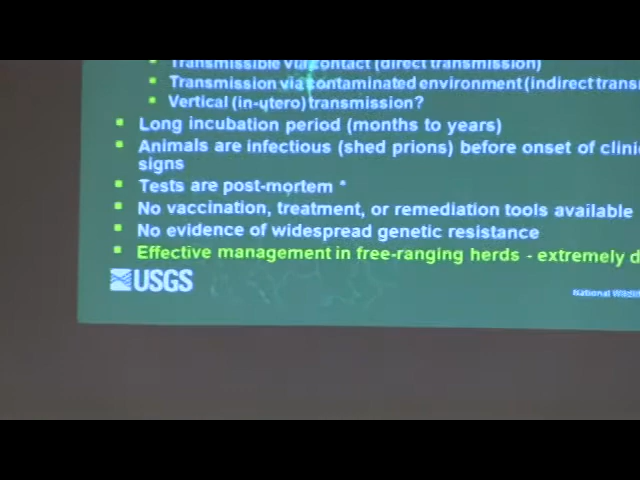 Transmissible via contact (direct transmission)
Transmission via contaminated environment (indirect trans
Vertical (in-utero) transmission?
Long incubation period (months to years)
Animals are infectious (shed prions) before onset of clini
signs
Tests are post-mortem *
No vaccination, treatment, or remediation tools available
No evidence of widespread genetic resistance
Effective management in free-ranging herds - extremely d
USGS
National Wildlif